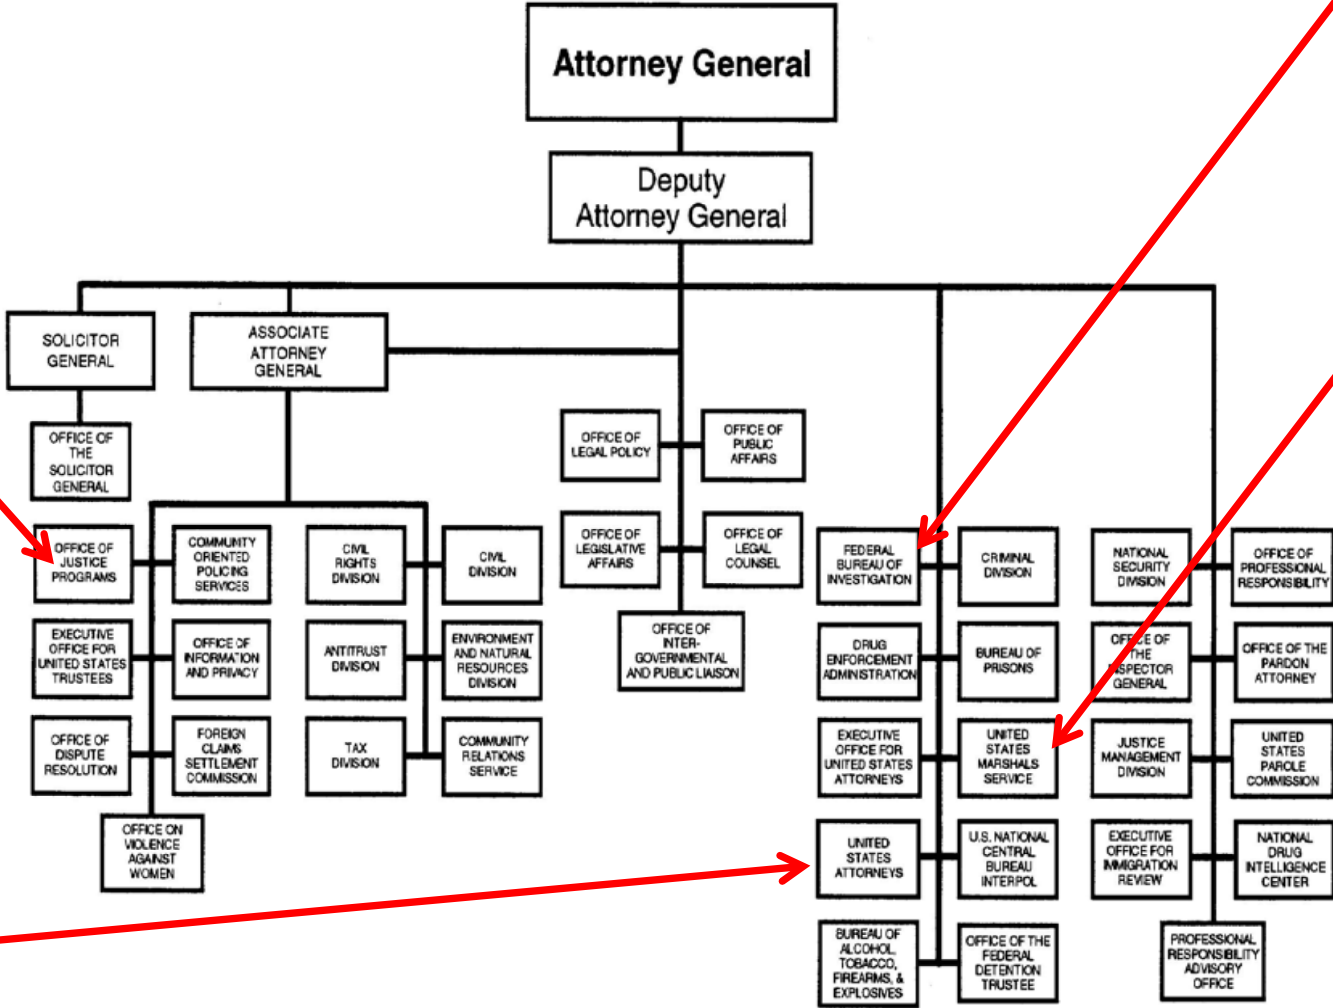 Attorney General
Deputy
Attorney General
SOLICITOR
GENERAL
ASSOCIATE
ATTORNEY
GENERAL
OFFICE OF
THE
SOLICITOR
GENERAL
OFFICE OF
LEGAL POLICY
OFFICE OF
PUBLIC
AFFAIRS
OFFICE OF
LEGISLATIVE
AFFAIRS
OFFICE OF
LEGAL
COUNSEL
OFFICE OF
INTER-
GOVERNMENTAL
AND PUBLIC LIAISON
OFFICE OF
JUSTICE
PROGRAMS
COMMUNITY
ORIENTED
POLICING
SERVICES
EXECUTIVE
OFFICE FOR
UNITED STATES
TRUSTEES
OFFICE OF
INFORMATION
AND PRIVACY
OFFICE OF
DISPUTE
RESOLUTION
FOREIGN
CLAIMS
SETTLEMENT
COMMISSION
OFFICE ON
VIOLENCE
AGAINST
WOMEN
CIVIL
RIGHTS
DIVISION
CIVIL
DIVISION
ANTITRUST
DIVISION
ENVIRONMENT
AND NATURAL
RESOURCES
DIVISION
TAX
DIVISION
COMMUNITY
RELATIONS
SERVICE
FEDERAL
BUREAU OF
INVESTIGATION
CRIMINAL
DIVISION
DRUG
ENFORCEMENT
ADMINISTRATION
BUREAU OF
PRISONS
EXECUTIVE
OFFICE FOR
UNITED STATES
ATTORNEYS
UNITED
STATES
MARSHALS
SERVICE
UNITED
STATES
ATTORNEYS
U.S. NATIONAL
CENTRAL
BUREAU
INTERPOL
BUREAU OF
ALCOHOL,
TOBACCO,
FIREARMS, &
EXPLOSIVES
OFFICE OF THE
FEDERAL
DETENTION
TRUSTEE
NATIONAL
SECURITY
DIVISION
OFFICE OF
PROFESSIONAL
RESPONSIBILITY
OFFICE OF
THE
INSPECTOR
GENERAL
OFFICE OF THE
PARDON
ATTORNEY
JUSTICE
MANAGEMENT
DIVISION
UNITED
STATES
PAROLE
COMMISSION
EXECUTIVE
OFFICE FOR
IMMIGRATION
REVIEW
NATIONAL
DRUG
INTELLIGENCE
CENTER
PROFESSIONAL
RESPONSIBILITY
ADVISORY
OFFICE